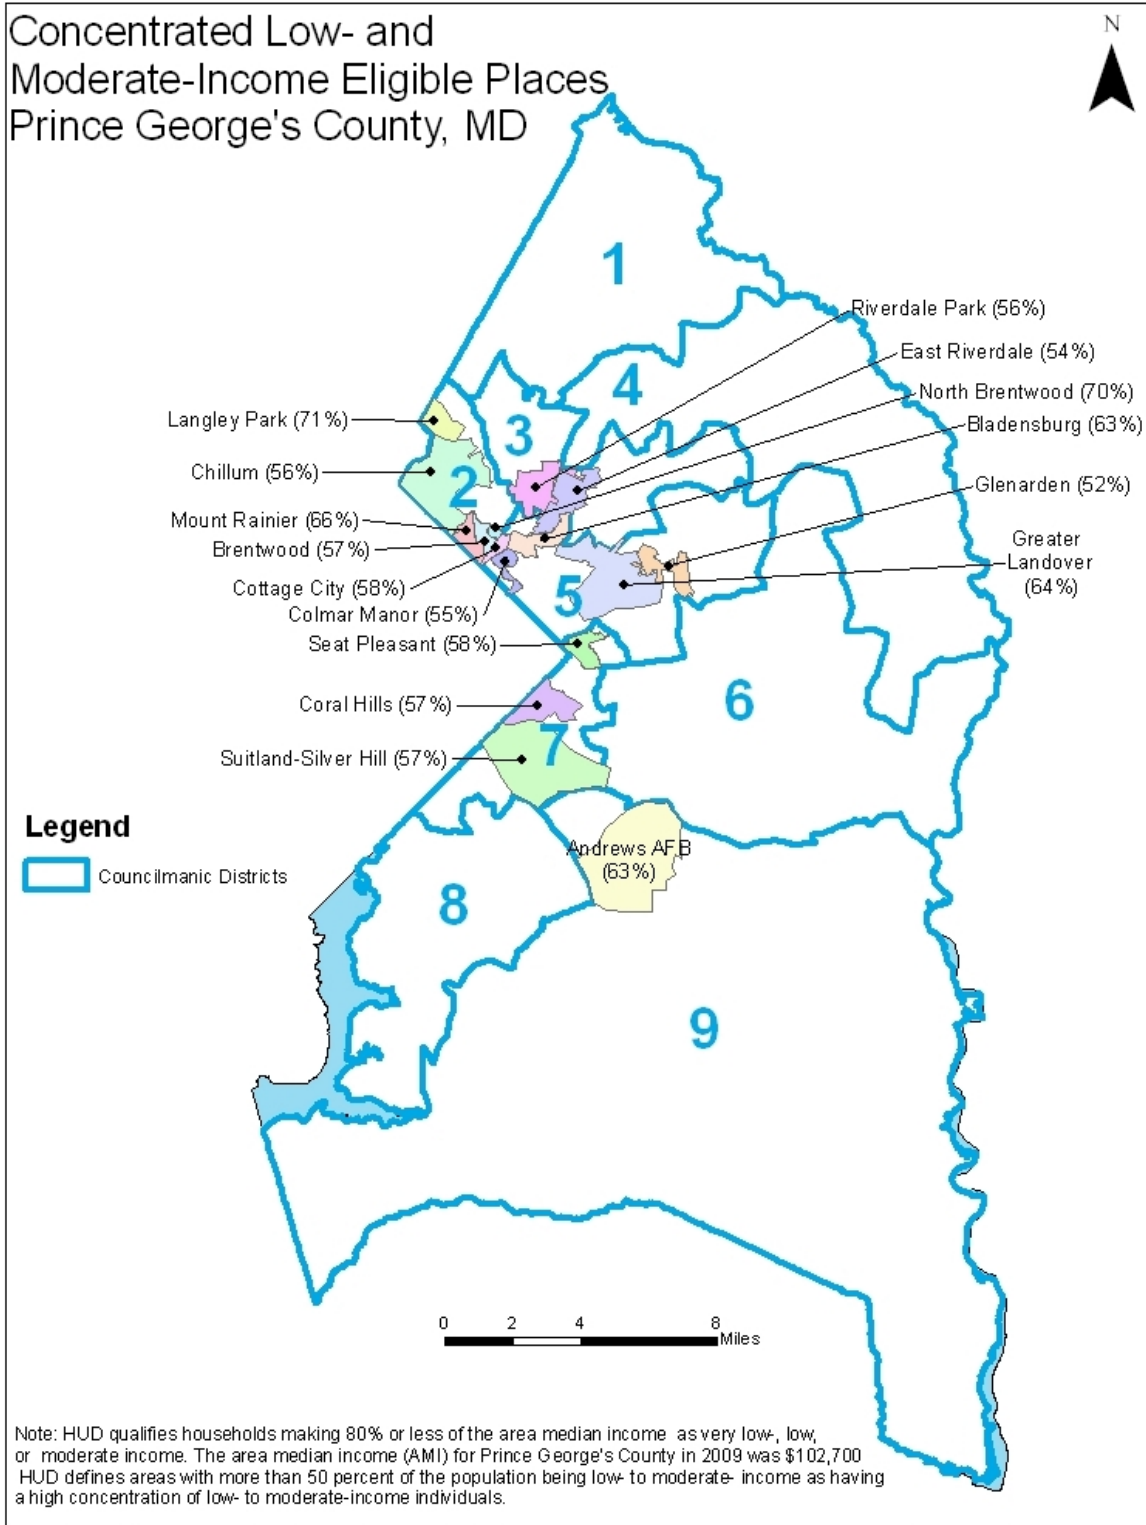 Concentrated Low- and
Moderate-Income Eligible Places
Prince George's County, MD
N
1
Riverdale Park (56%)
East Riverdale (54%)
4
North Brentwood (70%)
Langley Park (71%)
Bladensburg (63%)
3
Chillum (56%)
2
Glenarden (52%)
Mount Rainier (66%)
Brentwood (57%)
Greater
Landover
(64%)
Cottage City (58%)
5
Colmar Manor (55%)
Seat Pleasant (58%)
Coral Hills (57%)
6
7
Suitland-Silver Hill (57%)
Legend
Councilmanic Districts
Andrews AFB
(63%)
8
9
0 2 4 8
Miles
Note: HUD qualifies households making 80% or less of the area median income as very low-, low,
or moderate income. The area median income (AMI) for Prince George's County in 2009 was $102,700
HUD defines areas with more than 50 percent of the population being low- to moderate- income as having
a high concentration of low- to moderate-income individuals.